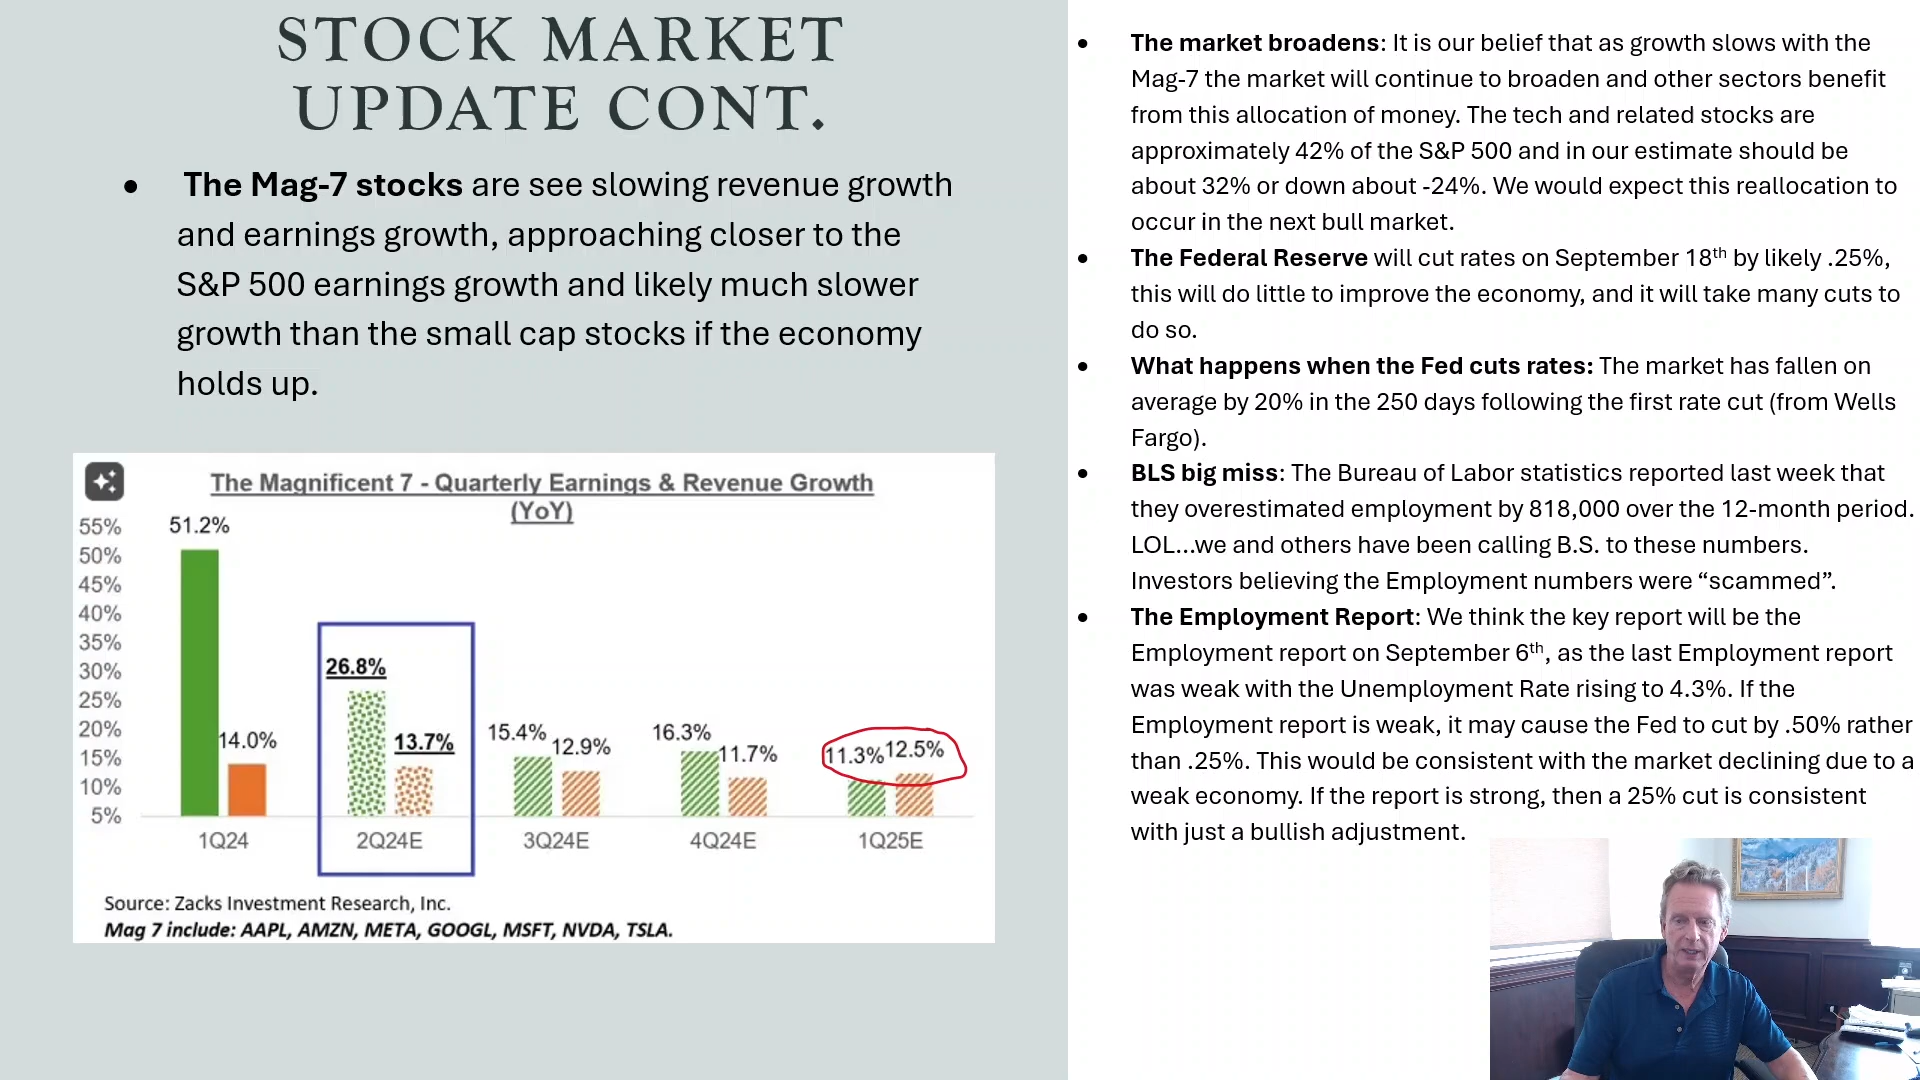 STOCK MARKET
UPDATE CONT.
• The Mag-7 stocks are see slowing revenue growth
and earnings growth, approaching closer to the
S&P 500 earnings growth and likely much slower
growth than the small cap stocks if the economy
holds up.
The Magnificent 7 - Quarterly Earnings & Revenue Growth
(YoY)
55%
50%
45%
40%
35%
30%
25%
20%
15%
10%
5%
51.2%
14.0%
26.8%
13.7%
15.4%
12.9%
16.3%
11.7%
11.3%
12.5%
1Q24
2Q24E
3Q24E
4Q24E
1Q25E
Source: Zacks Investment Research, Inc.
Mag 7 include: AAPL, AMZN, META, GOOGL, MSFT, NVDA, TSLA.
• The market broadens: It is our belief that as growth slows with the
Mag-7 the market will continue to broaden and other sectors benefit
from this allocation of money. The tech and related stocks are
approximately 42% of the S&P 500 and in our estimate should be
about 32% or down about -24%. We would expect this reallocation to
occur in the next bull market.
• The Federal Reserve will cut rates on September 18th by likely .25%,
this will do little to improve the economy, and it will take many cuts to
do so.
• What happens when the Fed cuts rates: The market has fallen on
average by 20% in the 250 days following the first rate cut (from Wells
Fargo).
• BLS big miss: The Bureau of Labor statistics reported last week that
they overestimated employment by 818,000 over the 12-month period.
LOL…we and others have been calling B.S. to these numbers.
Investors believing the Employment numbers were “scammed”.
• The Employment Report: We think the key report will be the
Employment report on September 6th, as the last Employment report
was weak with the Unemployment Rate rising to 4.3%. If the
Employment report is weak, it may cause the Fed to cut by .50% rather
than .25%. This would be consistent with the market declining due to a
weak economy. If the report is strong, then a 25% cut is consistent
with just a bullish adjustment.